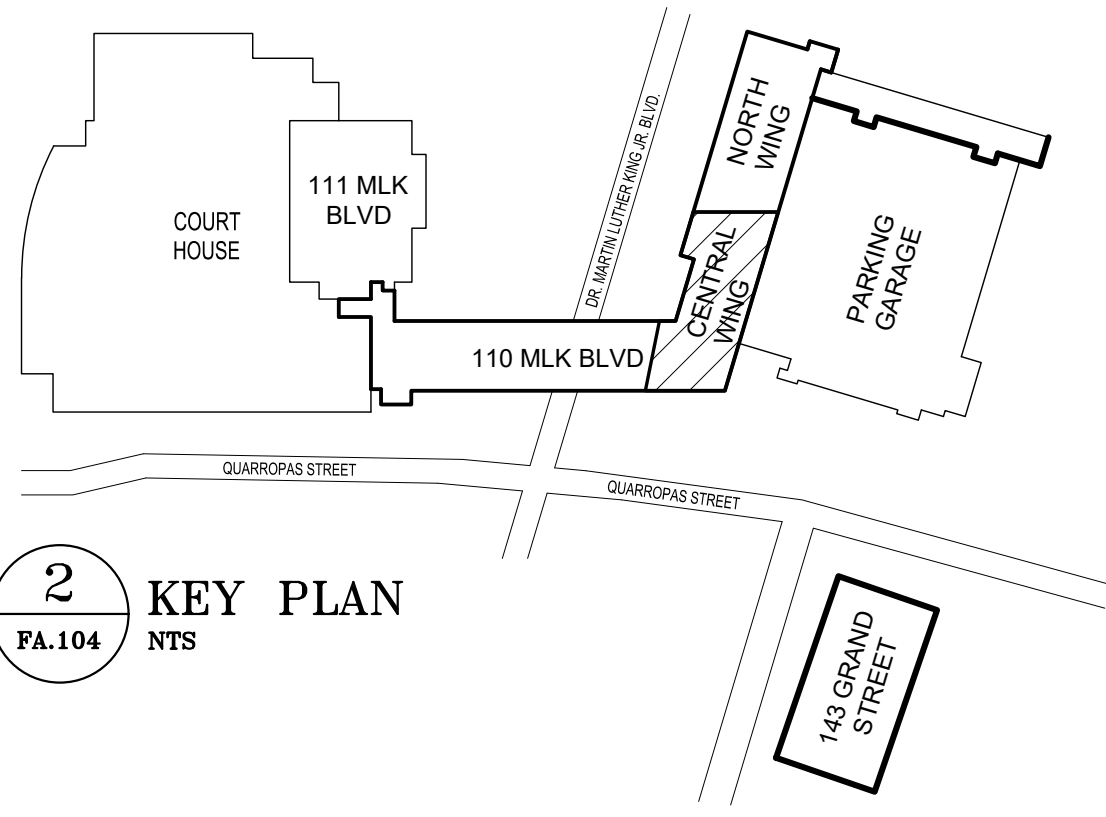 COURT
HOUSE
111 MLK
BLVD
DR. MARTIN LUTHER KING JR. BLVD.
NORTH
WING
CENTRAL
WING
PARKING
GARAGE
110 MLK BLVD
QUARROPAS STREET
QUARROPAS STREET
2
FA.104
KEY PLAN
NTS
143 GRAND
STREET